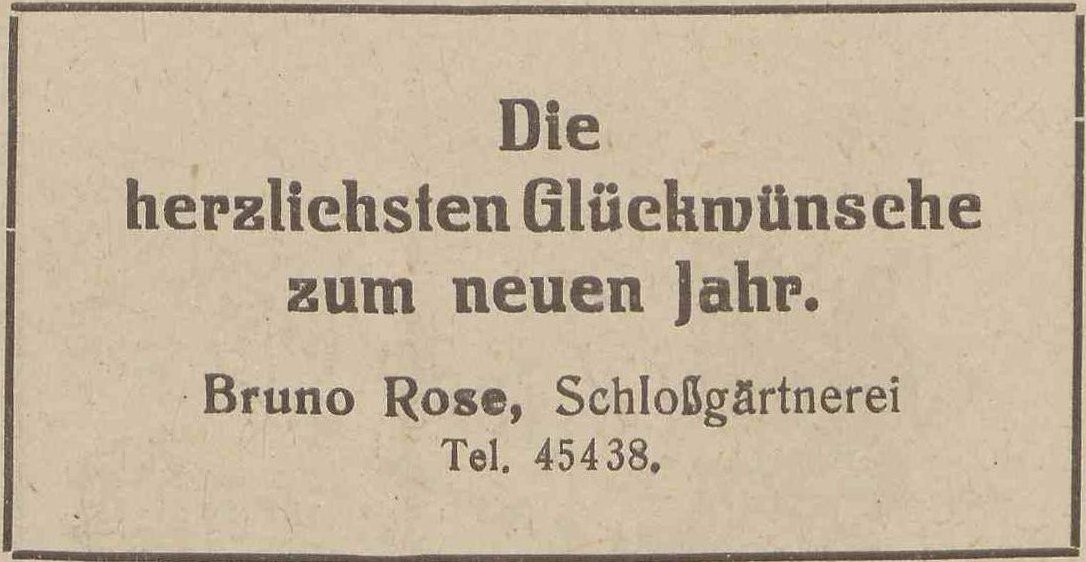 Die
herzlichsten Glückwünsche
zum neuen Jahr.
Bruno Rose, Schloßgärtnerei
Tel. 45438.